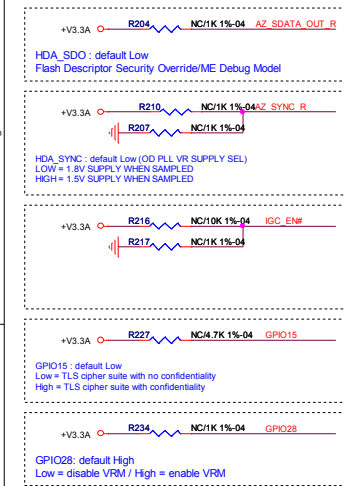 +V3.3A R204 NC/1K 1%-04 AZ_SDATA_OUT_R
HDA_SDO : default Low
Flash Descriptor Security Override/ME Debug Model
+V3.3A R210 NC/1K 1%-04 AZ_SYNC_R
R207 NC/1K 1%-04
HDA_SYNC : default Low (OD PLL VR SUPPLY SEL)
LOW = 1.8V SUPPLY WHEN SAMPLED
HIGH = 1.5V SUPPLY WHEN SAMPLED
+V3.3A R216 NC/10K 1%-04 IGC_EN#
R217 NC/1K 1%-04
+V3.3A R227 NC/4.7K 1%-04 GPIO15
GPIO15 : default Low
Low = TLS cipher suite with no confidentiality
High = TLS cipher suite with confidentiality
+V3.3A R234 NC/1K 1%-04 GPIO28
GPIO28: default High
Low = disable VRM / High = enable VRM